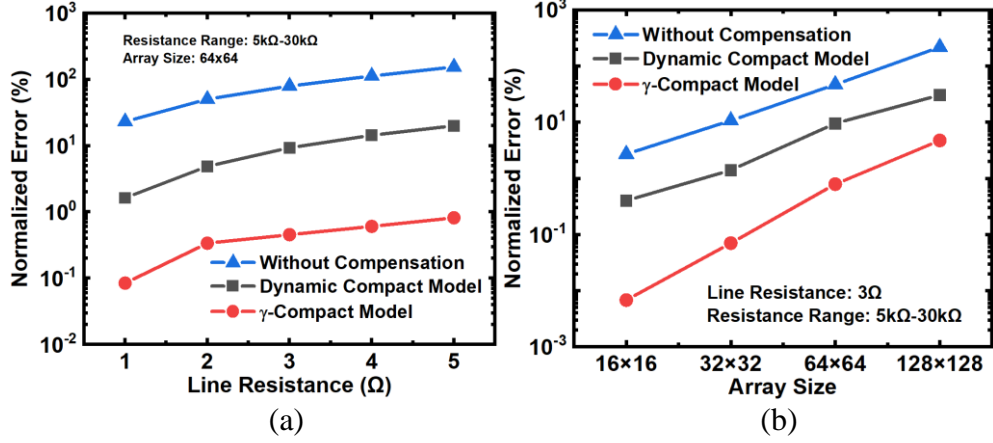 10³
10²
10¹
10⁰
10⁻¹
10⁻²
Normalized Error (%)
Resistance Range: 5kΩ-30kΩ
Array Size: 64x64
Without Compensation
Dynamic Compact Model
γ-Compact Model
1 2 3 4 5
Line Resistance (Ω)
(a)
10³
10¹
10⁻¹
10⁻³
Normalized Error (%)
Without Compensation
Dynamic Compact Model
γ-Compact Model
Line Resistance: 3Ω
Resistance Range: 5kΩ-30kΩ
16×16 32×32 64×64 128×128
Array Size
(b)